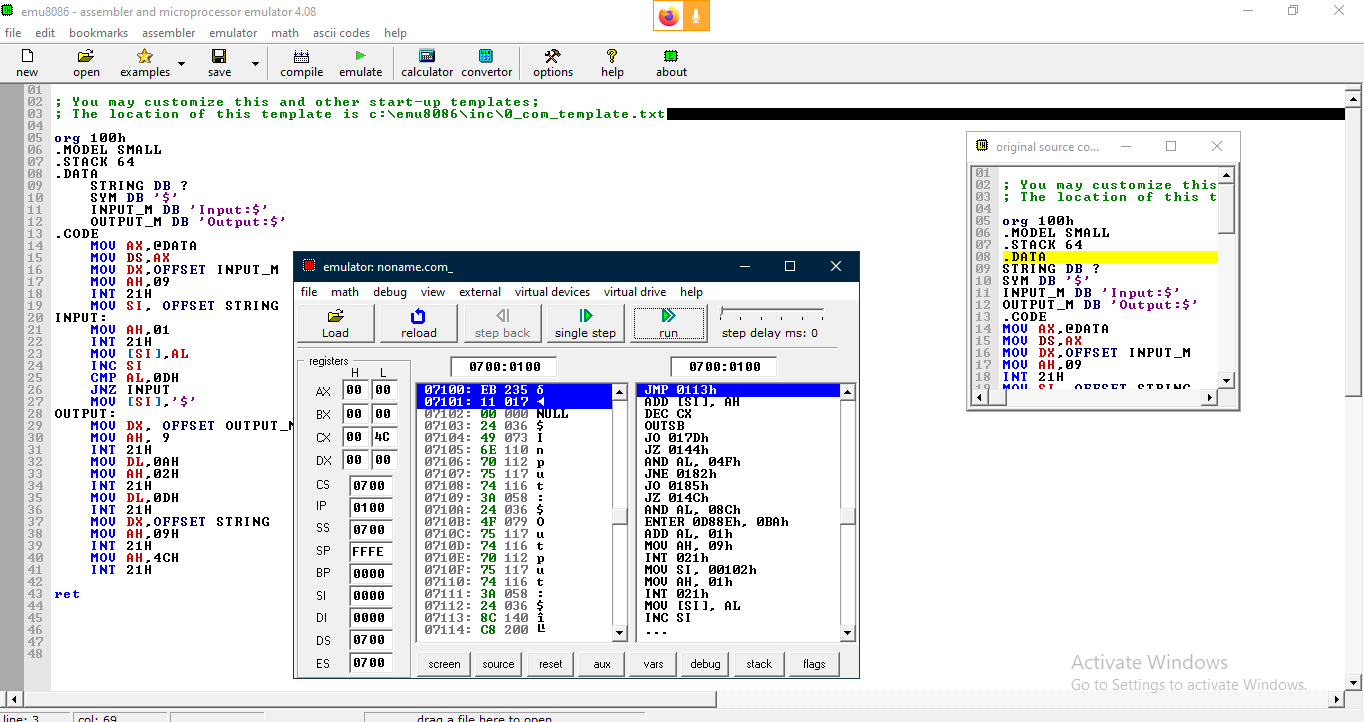 emu8086 - assembler and microprocessor emulator 4.08
file edit bookmarks assembler emulator math ascii codes help
new open examples save compile emulate calculator convertor options help about
01
02 ; You may customize this and other start-up templates;
03 ; The location of this template is c:\emu8086\inc\0_com_template.txt
04
05 org 100h
06 .MODEL SMALL
07 .STACK 64
08 .DATA
09 STRING DB ?
10 SYM DB '$'
11 INPUT_M DB 'Input:$'
12 OUTPUT_M DB 'Output:$'
13 .CODE
14 MOV AX,@DATA
15 MOV DS,AX
16 MOV DX,OFFSET INPUT_M
17 MOV AH,09
18 INT 21H
19 MOV SI, OFFSET STRING
20 INPUT:
21 MOV AH,01
22 INT 21H
23 MOV [SI],AL
24 INC SI
25 CMP AL,0DH
26 JNZ INPUT
27 MOV [SI],'$'
28 OUTPUT:
29 MOV DX, OFFSET OUTPUT_M
30 MOV AH, 9
31 INT 21H
32 MOV DL,0AH
33 MOV AH,02H
34 INT 21H
35 MOV DL,0DH
36 INT 21H
37 MOV DX,OFFSET STRING
38 MOV AH,09H
39 INT 21H
40 MOV AH,4CH
41 INT 21H
42
43 ret
44
45
46
47
48
emulator: noname.com_
file math debug view external virtual devices virtual drive help
Load reload step back single step run step delay ms: 0
registers
H L
AX 00 00
BX 00 00
CX 00 4C
DX 00 00
CS 0700
IP 0100
SS 0700
SP FFFE
BP 0000
SI 0000
DI 0000
DS 0700
ES 0700
0700:0100
07100: EB 235 δ
07101: 11 017 ◄
07102: 00 000 NULL
07103: 24 036 $
07104: 49 073 I
07105: 6E 110 n
07106: 70 112 p
07107: 75 117 u
07108: 74 116 t
07109: 3A 058 :
0710A: 24 036 $
0710B: 4F 079 O
0710C: 75 117 u
0710D: 74 116 t
0710E: 70 112 p
0710F: 75 117 u
07110: 74 116 t
07111: 3A 058 :
07112: 24 036 $
07113: 8C 140 î
07114: C8 200 ╚
0700:0100
JMP 0113h
ADD [SI], AH
DEC CX
OUTSB
JO 017Dh
JZ 0144h
AND AL, 04Fh
JNE 0182h
JO 0185h
JZ 014Ch
AND AL, 08Ch
ENTER 0D88Eh, 0BAh
ADD AL, 01h
MOV AH, 09h
INT 021h
MOV SI, 00102h
MOV AH, 01h
INT 021h
MOV [SI], AL
INC SI
...
screen source reset aux vars debug stack flags
original source co...
01
02 ; You may customize this
03 ; The location of this t
04
05 org 100h
06 .MODEL SMALL
07 .STACK 64
08 .DATA
09 STRING DB ?
10 SYM DB '$'
11 INPUT_M DB 'Input:$'
12 OUTPUT_M DB 'Output:$'
13 .CODE
14 MOV AX,@DATA
15 MOV DS,AX
16 MOV DX,OFFSET INPUT_M
17 MOV AH,09
18 INT 21H
19 MOV SI, OFFSET STRING
Activate Windows
Go to Settings to activate Windows.
line: 3 col: 69 drag a file here to open